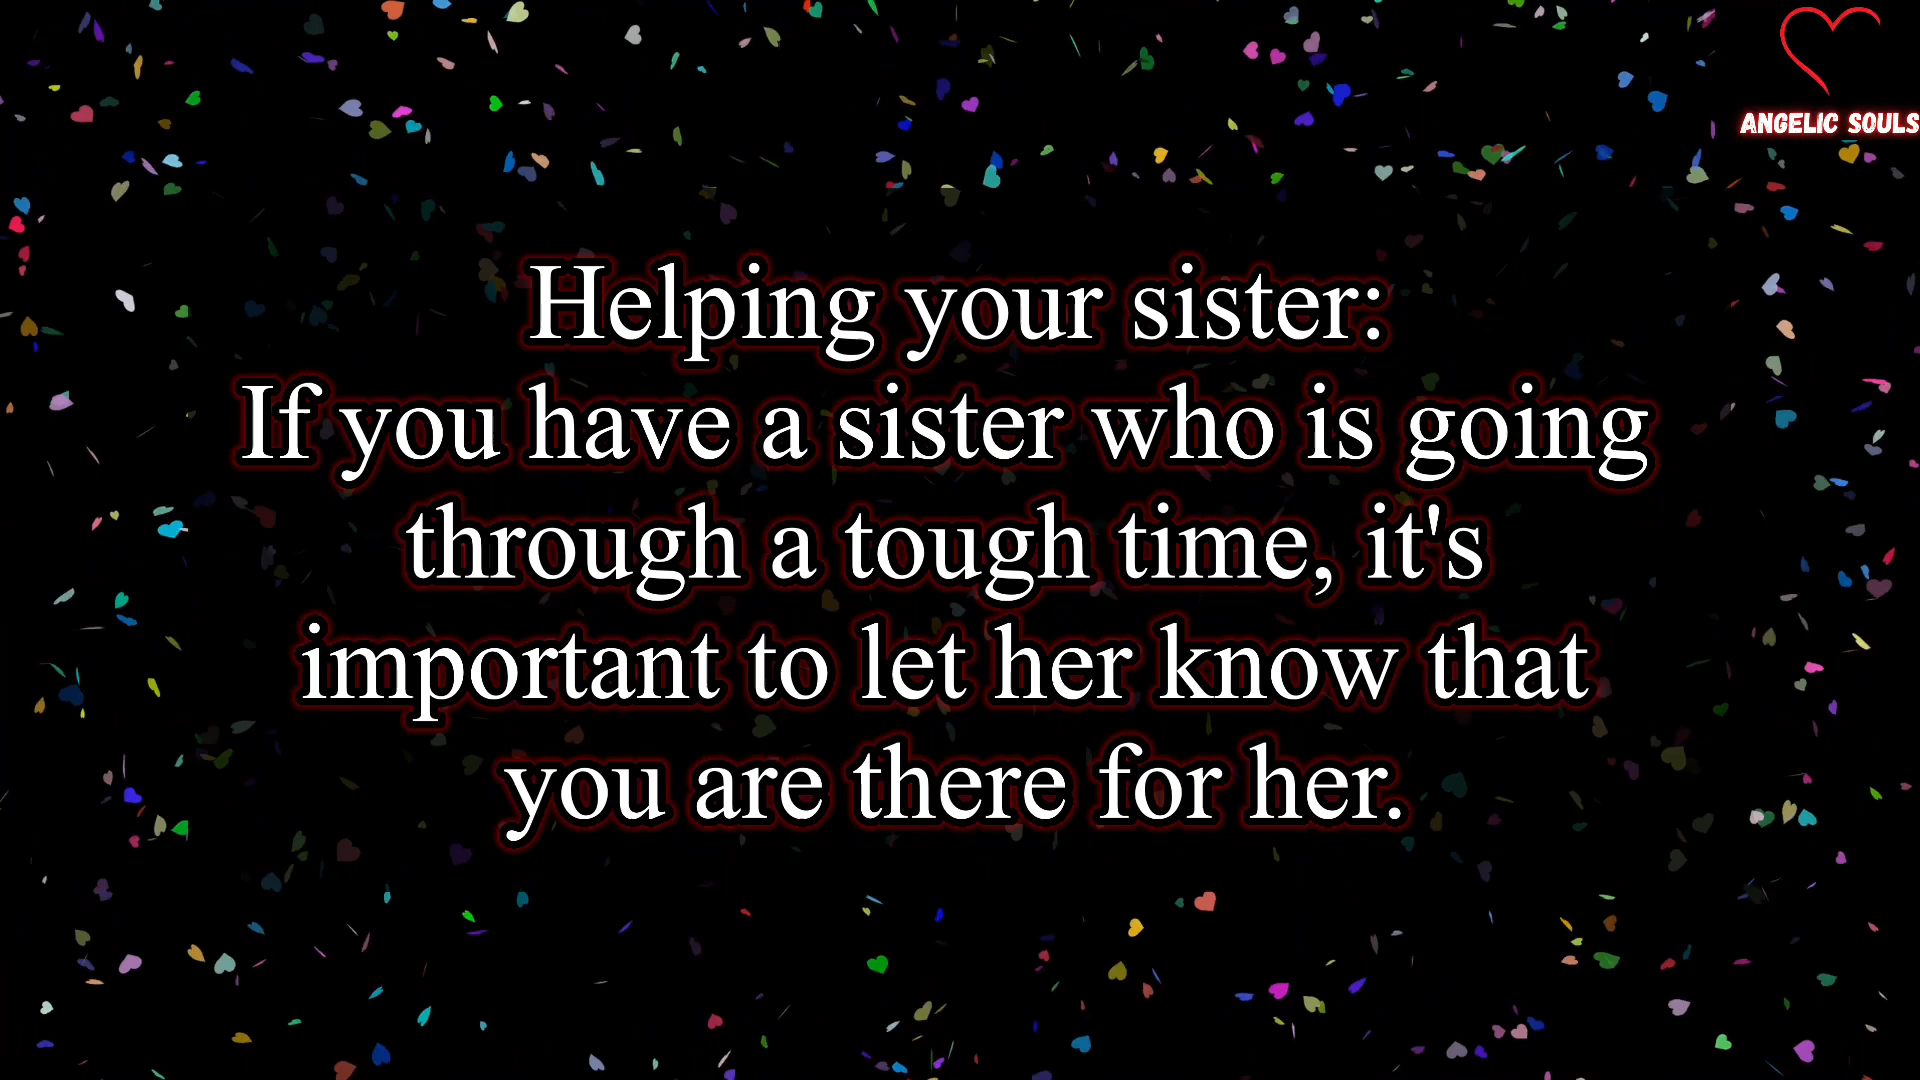 ANGELIC SOULS
Helping your sister:
If you have a sister who is going
through a tough time, it's
important to let her know that
you are there for her.